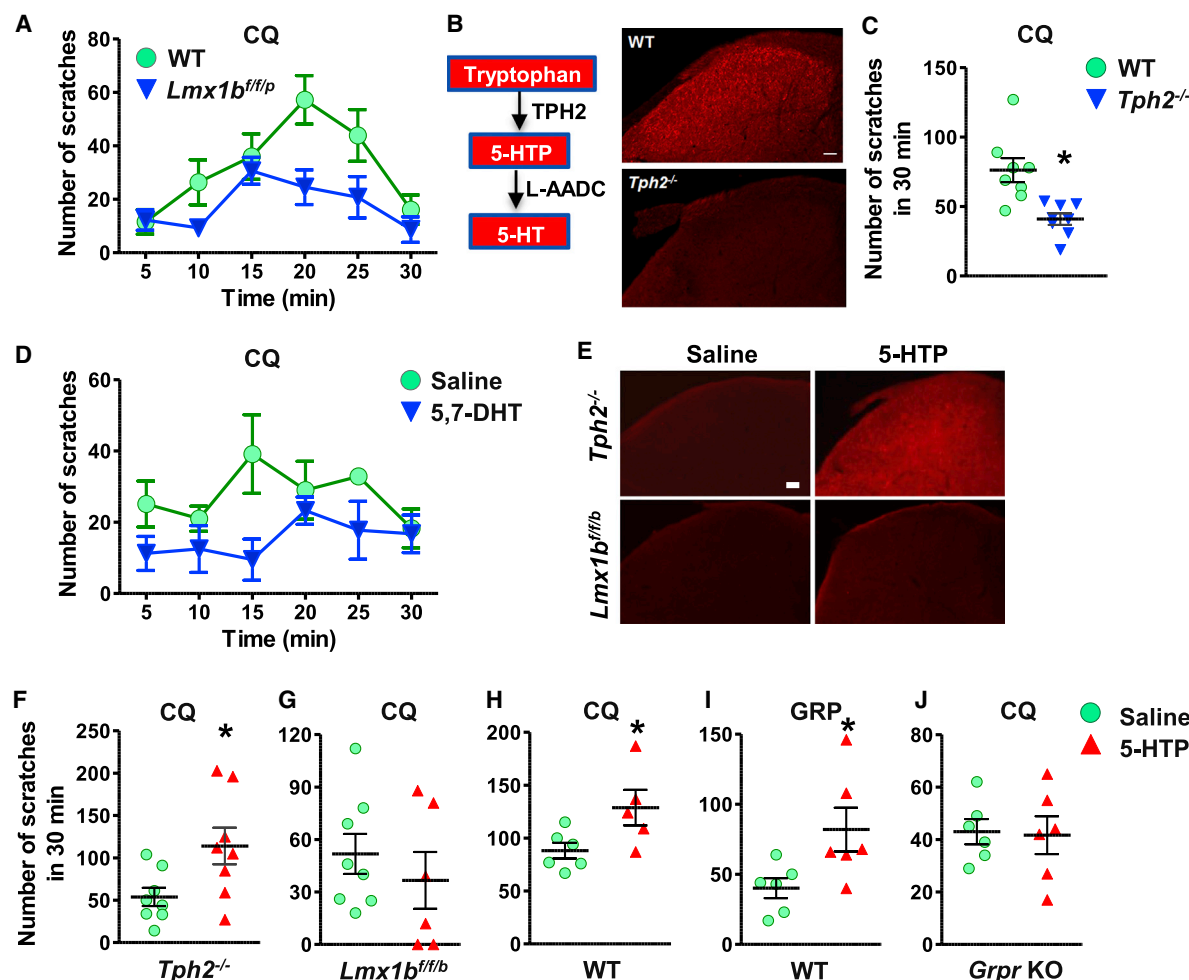 A
CQ
WT
Lmx1b^f/f/p
Number of scratches
80
60
40
20
0
5 10 15 20 25 30
Time (min)
B
Tryptophan
TPH2
5-HTP
L-AADC
5-HT
WT
Tph2-/-
C
CQ
WT
Tph2-/-
Number of scratches
in 30 min
150
100
50
0
*
D
CQ
Saline
5,7-DHT
Number of scratches
60
40
20
0
5 10 15 20 25 30
Time (min)
E
Saline 5-HTP
Tph2-/-
Lmx1b^f/f/b
F
CQ
Number of scratches
in 30 min
250
200
150
100
50
0
*
Tph2-/-
G
CQ
120
90
60
30
0
Lmx1b^f/f/b
H
CQ
200
150
100
50
0
*
WT
I
GRP
150
100
50
0
*
WT
J
CQ
80
60
40
20
0
Grpr KO
Saline
5-HTP